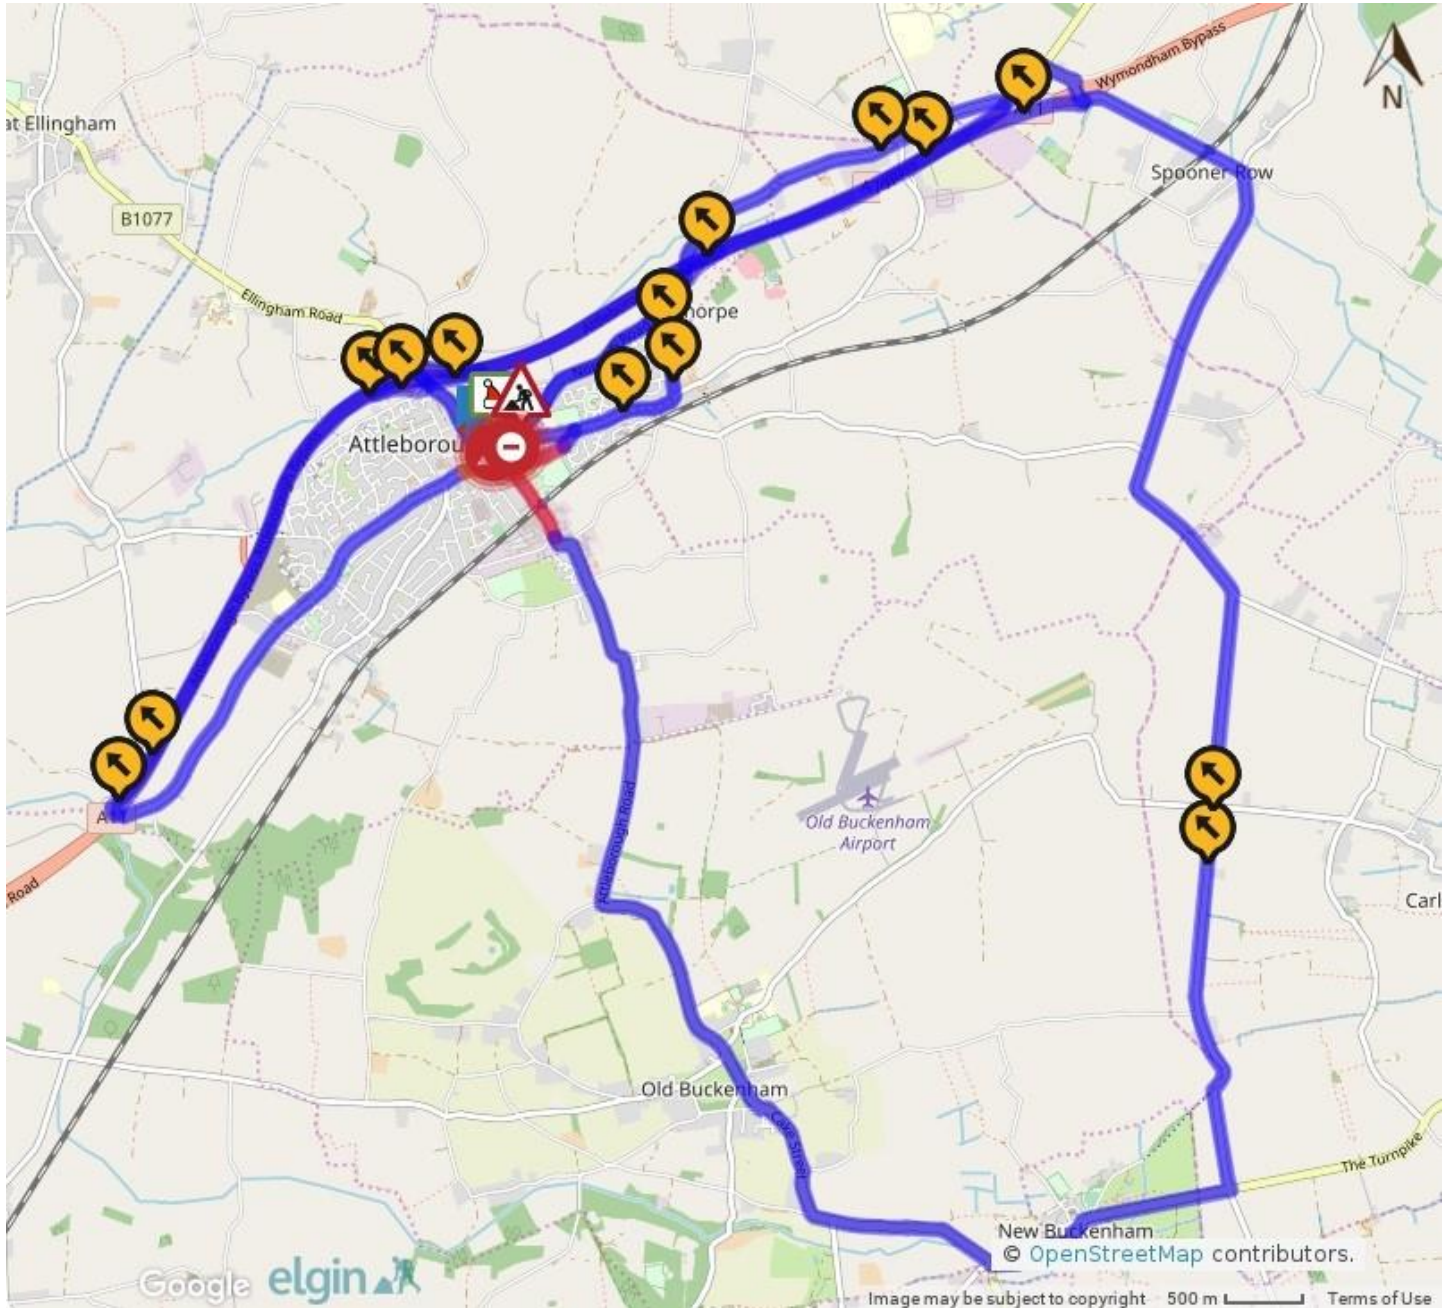 Wymondham Bypass
N
at Ellingham
Spooner Row
B1077
Ellingham Road
horpe
Attleborou
A11
Road
Attleborough Road
Old Buckenham
Airport
Carl
Old Buckenham
Cake Street
The Turnpike
New Buckenham
© OpenStreetMap contributors.
Google elgin
Image may be subject to copyright 500 m Terms of Use